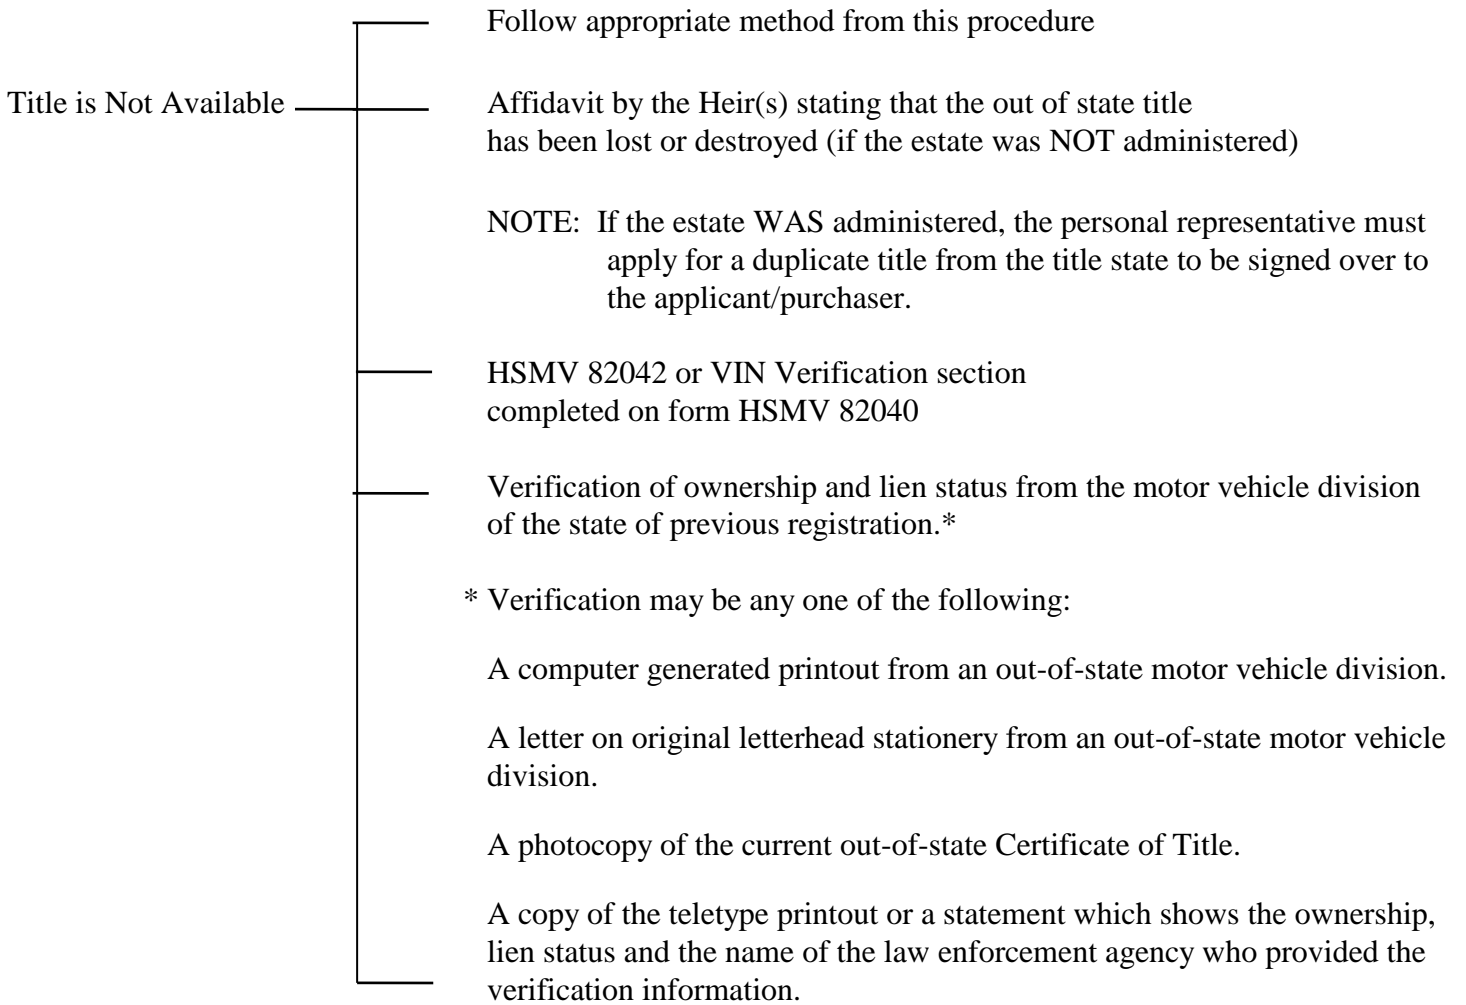 Follow appropriate method from this procedure
Title is Not Available
Affidavit by the Heir(s) stating that the out of state title
has been lost or destroyed (if the estate was NOT administered)
NOTE: If the estate WAS administered, the personal representative must
apply for a duplicate title from the title state to be signed over to
the applicant/purchaser.
HSMV 82042 or VIN Verification section
completed on form HSMV 82040
Verification of ownership and lien status from the motor vehicle division
of the state of previous registration.*
* Verification may be any one of the following:
A computer generated printout from an out-of-state motor vehicle division.
A letter on original letterhead stationery from an out-of-state motor vehicle
division.
A photocopy of the current out-of-state Certificate of Title.
A copy of the teletype printout or a statement which shows the ownership,
lien status and the name of the law enforcement agency who provided the
verification information.